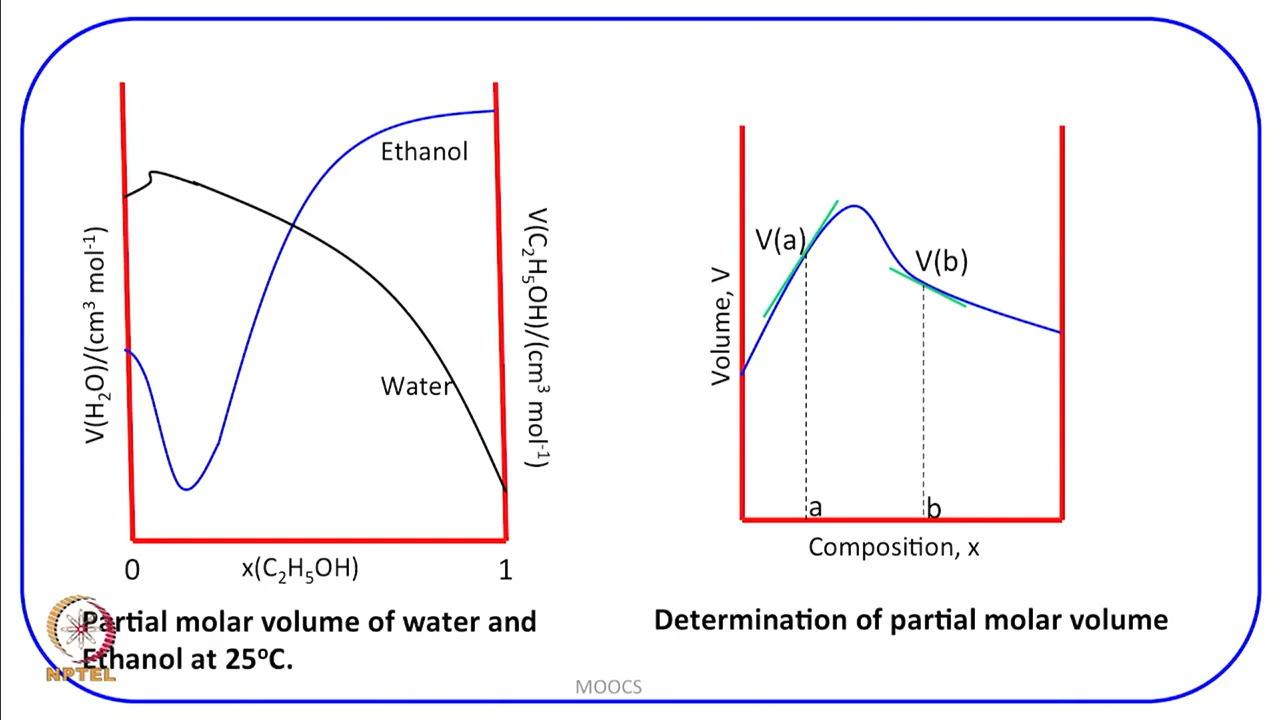 V(H₂O)/(cm³ mol⁻¹)
Ethanol
Water
V(C₂H₅OH)/(cm³ mol⁻¹)
0
x(C₂H₅OH)
1
Partial molar volume of water and
Ethanol at 25ºC.
Volume, V
V(a)
V(b)
a
b
Composition, x
Determination of partial molar volume
NPTEL
MOOCS